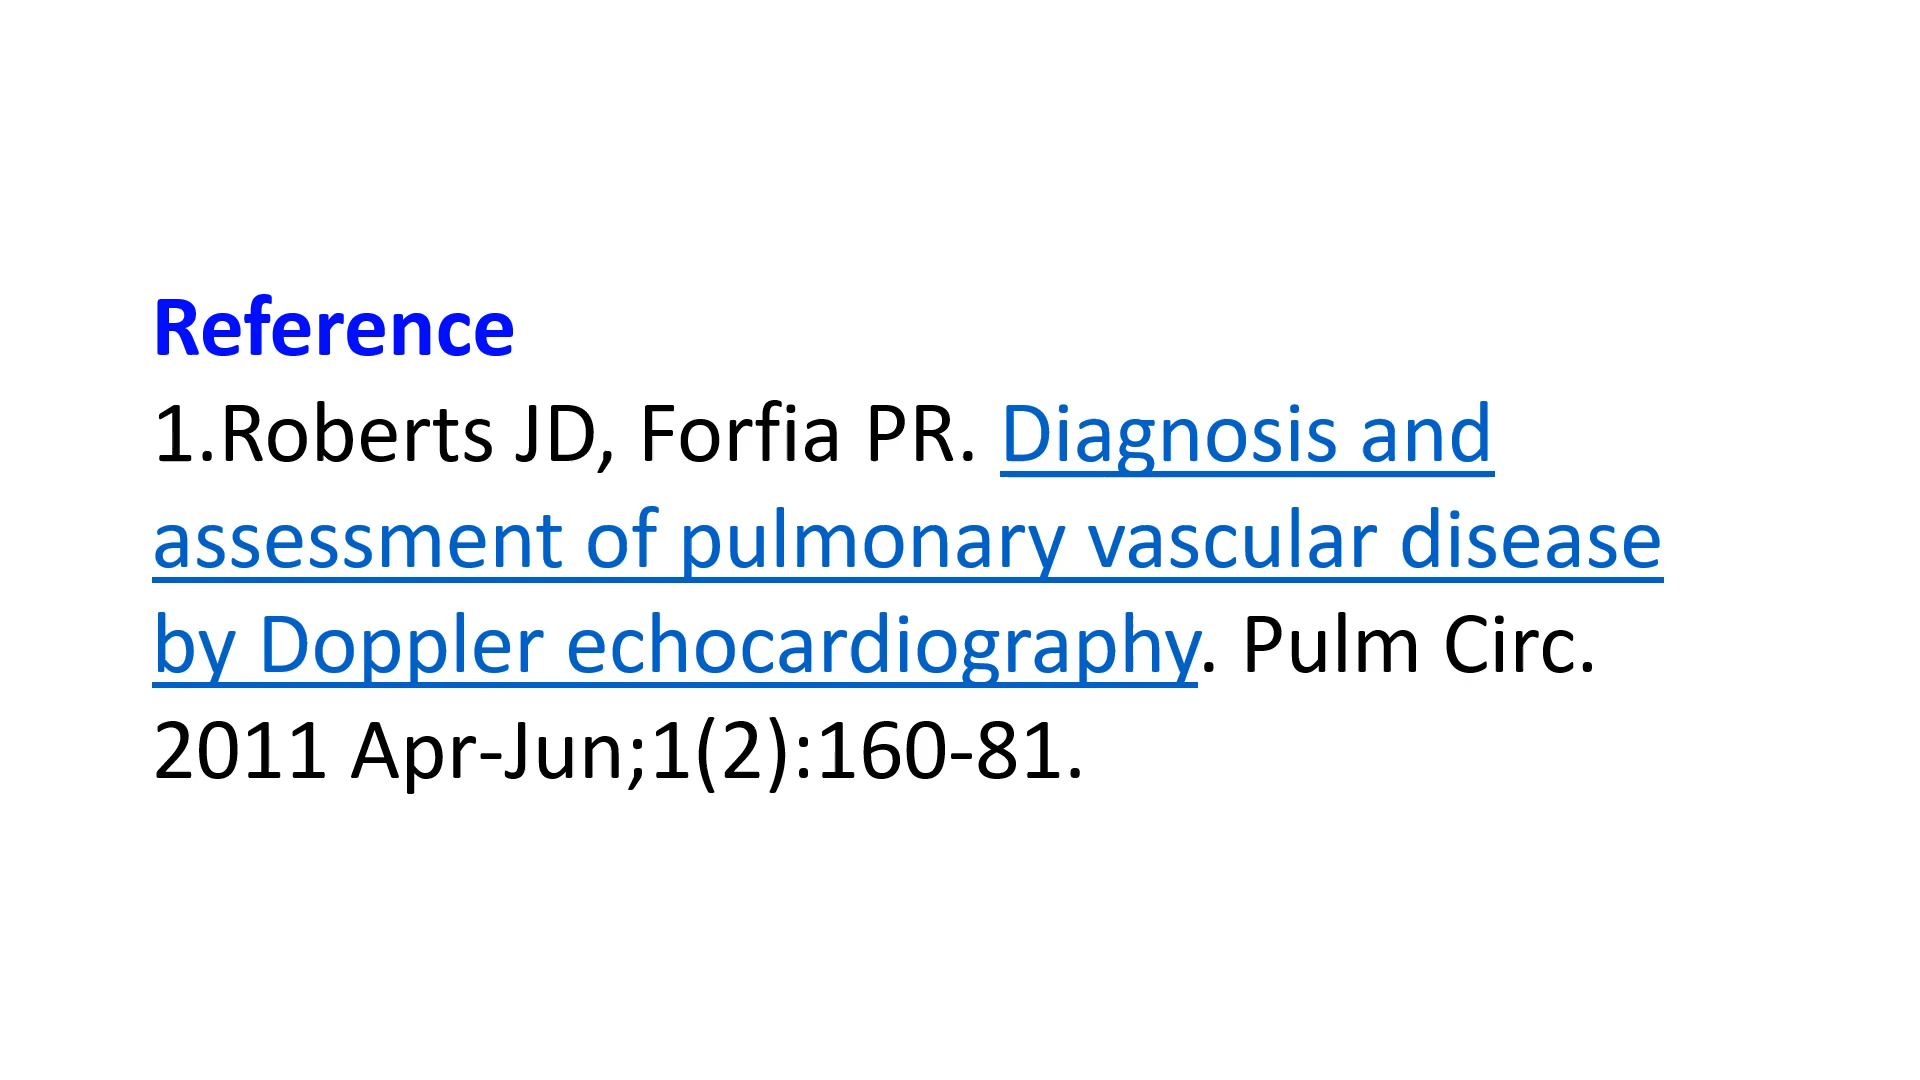 Reference
1.Roberts JD, Forfia PR. Diagnosis and
assessment of pulmonary vascular disease
by Doppler echocardiography. Pulm Circ.
2011 Apr-Jun;1(2):160-81.